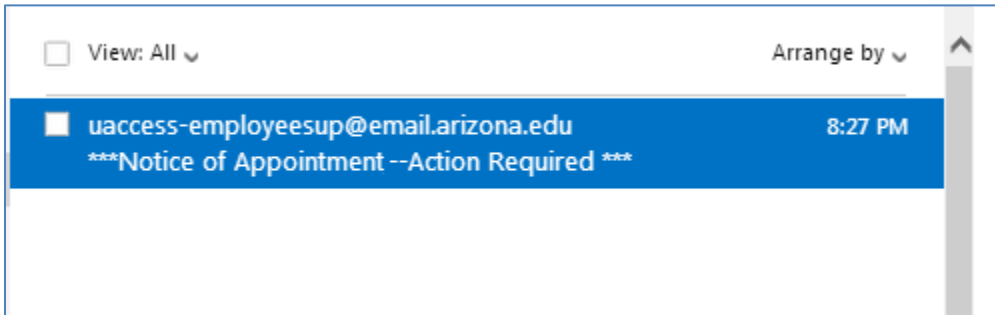 View: All Arrange by
uaccess-employeesup@email.arizona.edu 8:27 PM
***Notice of Appointment --Action Required ***